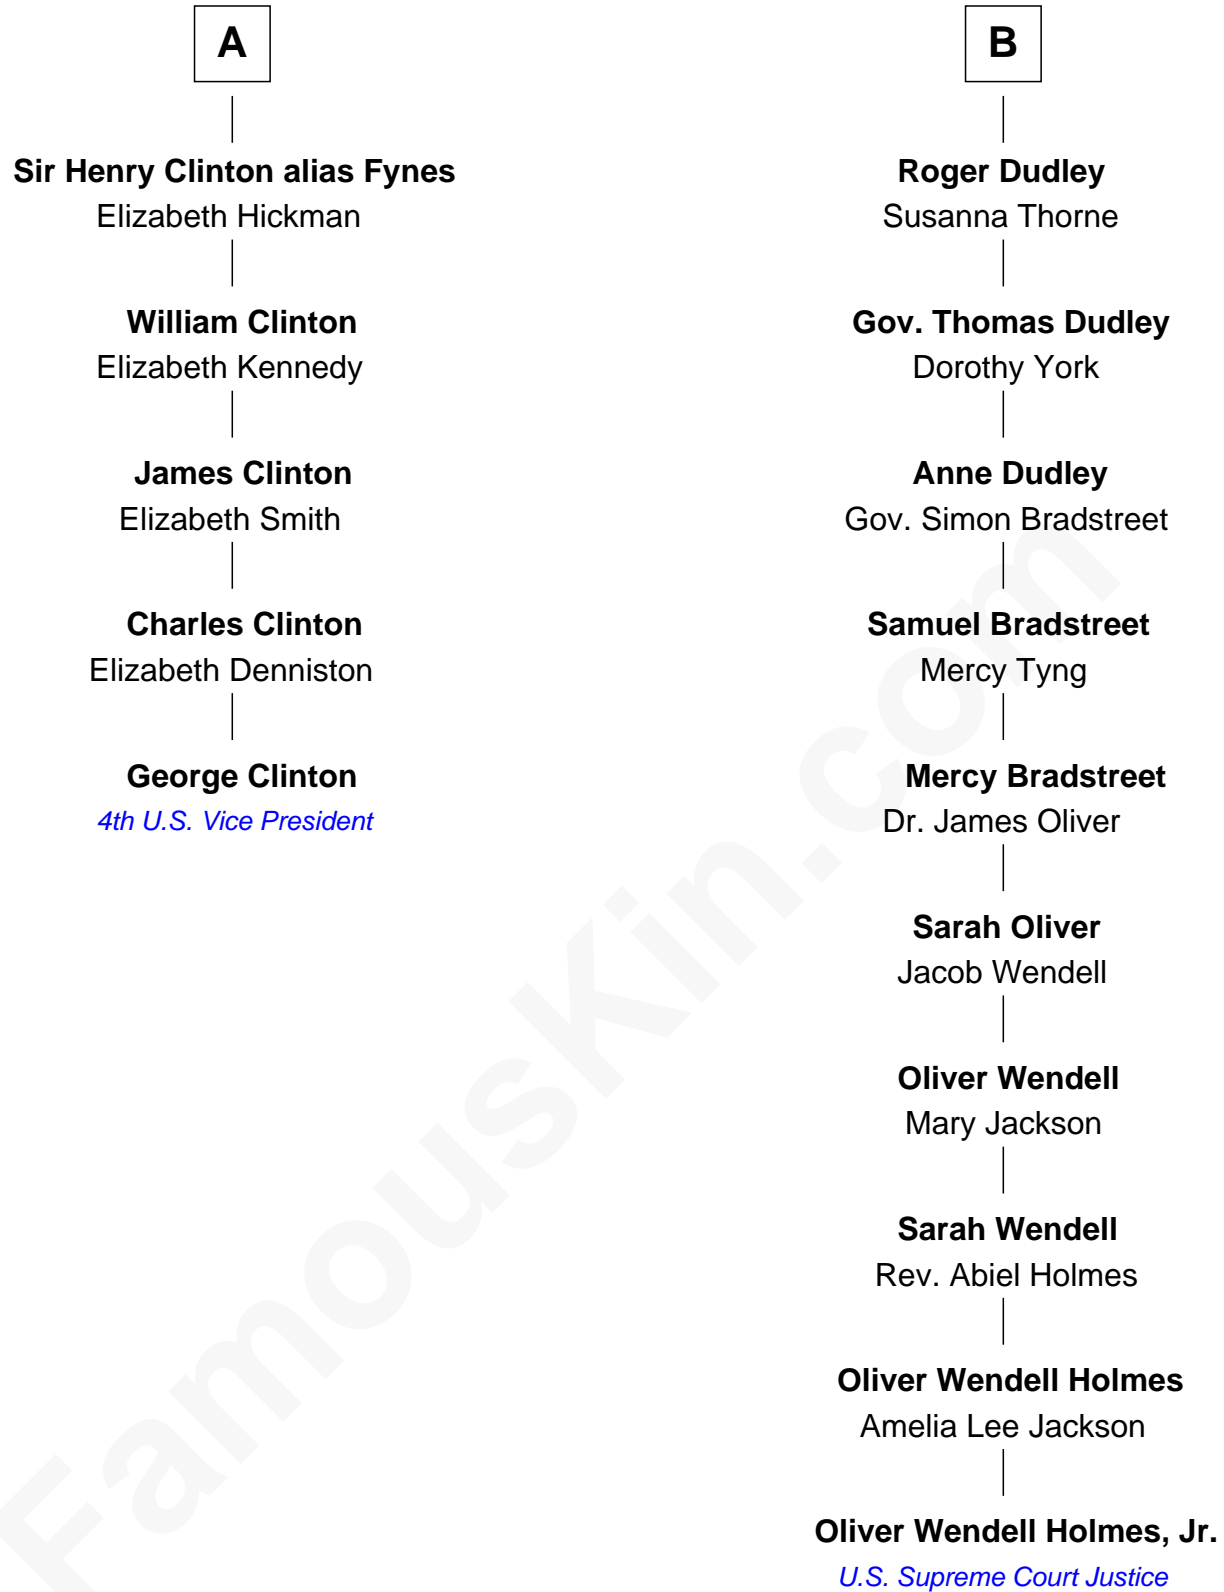 A
Sir Henry Clinton alias Fynes
Elizabeth Hickman
William Clinton
Elizabeth Kennedy
James Clinton
Elizabeth Smith
Charles Clinton
Elizabeth Denniston
George Clinton
4th U.S. Vice President
B
Roger Dudley
Susanna Thorne
Gov. Thomas Dudley
Dorothy York
Anne Dudley
Gov. Simon Bradstreet
Samuel Bradstreet
Mercy Tyng
Mercy Bradstreet
Dr. James Oliver
Sarah Oliver
Jacob Wendell
Oliver Wendell
Mary Jackson
Sarah Wendell
Rev. Abiel Holmes
Oliver Wendell Holmes
Amelia Lee Jackson
Oliver Wendell Holmes, Jr.
U.S. Supreme Court Justice
FamousKin.com